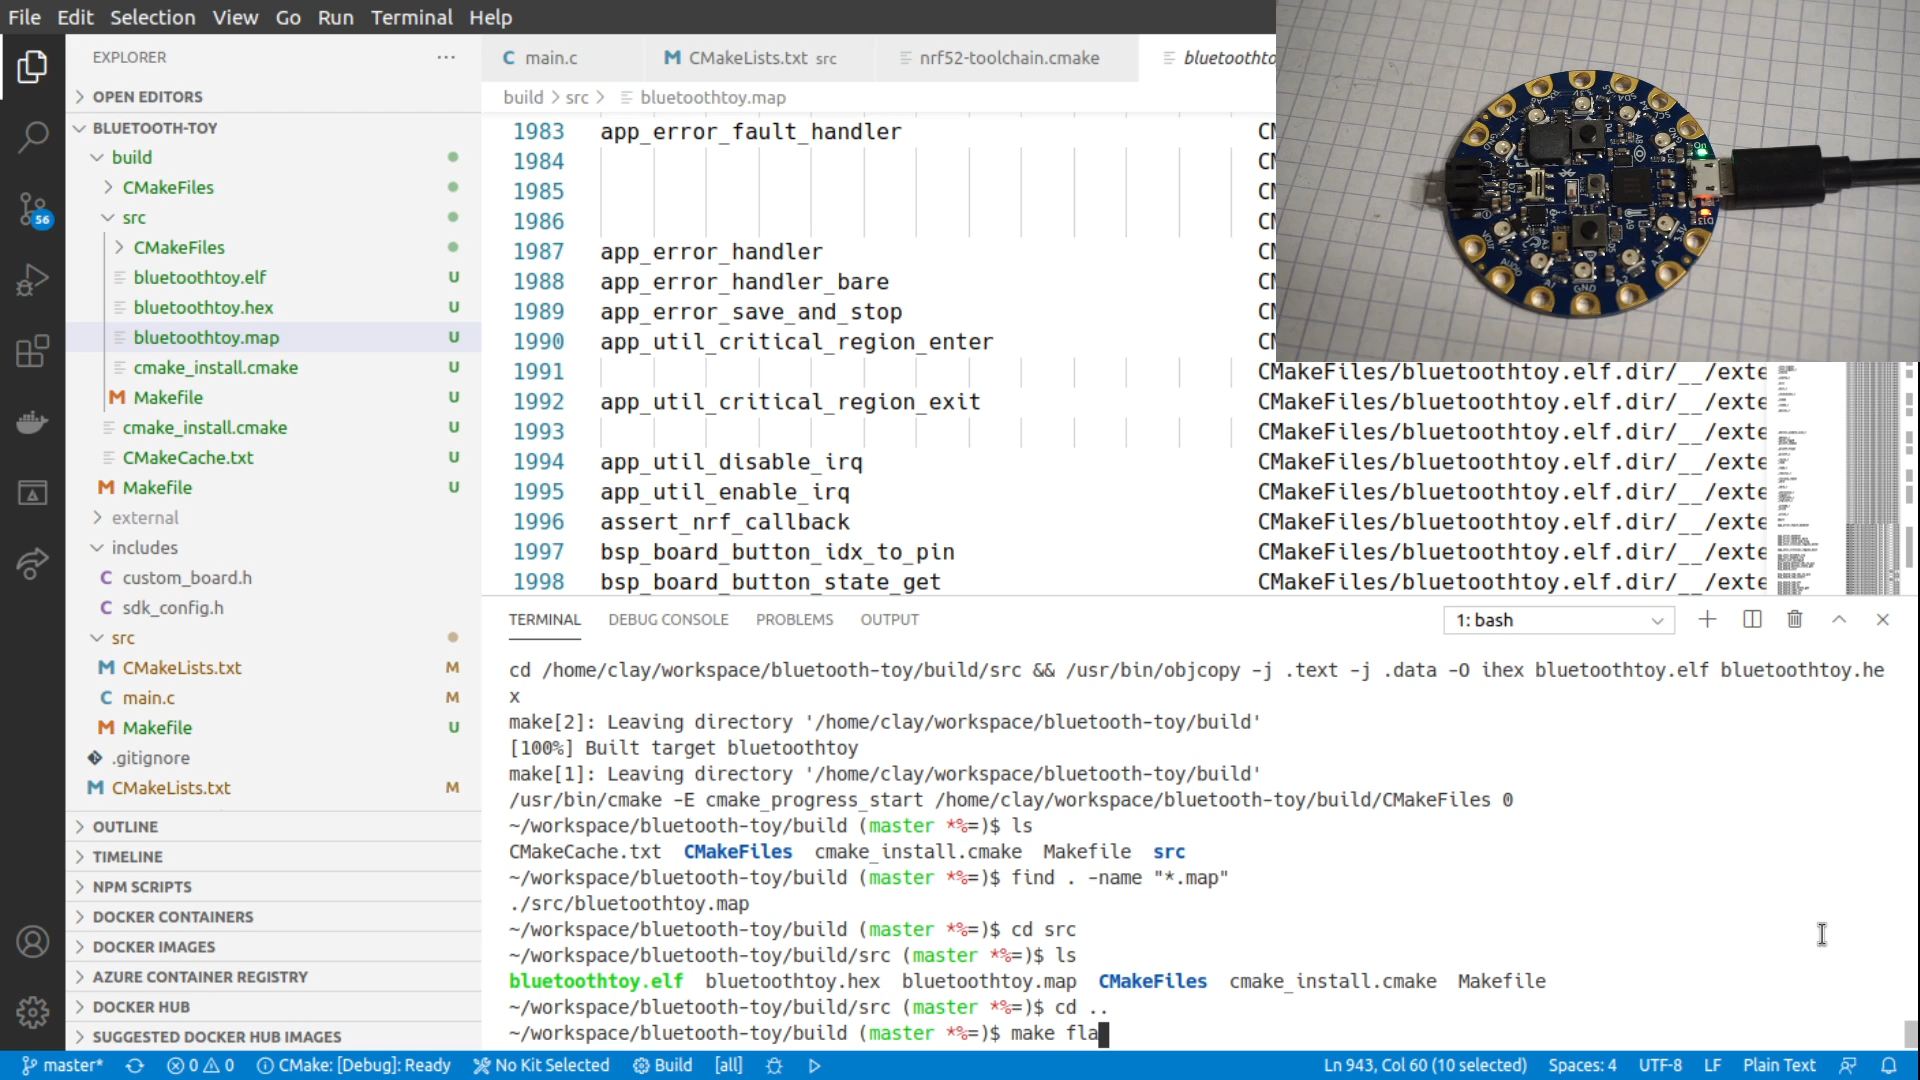 File Edit Selection View Go Run Terminal Help
EXPLORER ···
main.c
CMakeLists.txt src
nrf52-toolchain.cmake
bluetoothto
OPEN EDITORS
build > src > bluetoothtoy.map
BLUETOOTH-TOY
build
CMakeFiles
src
CMakeFiles
bluetoothtoy.elf U
bluetoothtoy.hex U
bluetoothtoy.map U
cmake_install.cmake U
Makefile U
cmake_install.cmake U
CMakeCache.txt U
Makefile U
external
includes
custom_board.h
sdk_config.h
src
CMakeLists.txt M
main.c M
Makefile U
.gitignore
CMakeLists.txt M
OUTLINE
TIMELINE
NPM SCRIPTS
DOCKER CONTAINERS
DOCKER IMAGES
AZURE CONTAINER REGISTRY
DOCKER HUB
SUGGESTED DOCKER HUB IMAGES
56
1983 app_error_fault_handler
1984
1985
1986
1987 app_error_handler
1988 app_error_handler_bare
1989 app_error_save_and_stop
1990 app_util_critical_region_enter
1991 CMakeFiles/bluetoothtoy.elf.dir/__/exte
1992 app_util_critical_region_exit CMakeFiles/bluetoothtoy.elf.dir/__/exte
1993 CMakeFiles/bluetoothtoy.elf.dir/__/exte
1994 app_util_disable_irq CMakeFiles/bluetoothtoy.elf.dir/__/exte
1995 app_util_enable_irq CMakeFiles/bluetoothtoy.elf.dir/__/exte
1996 assert_nrf_callback CMakeFiles/bluetoothtoy.elf.dir/__/exte
1997 bsp_board_button_idx_to_pin CMakeFiles/bluetoothtoy.elf.dir/__/exte
1998 bsp_board_button_state_get CMakeFiles/bluetoothtoy.elf.dir/__/exte
TERMINAL DEBUG CONSOLE PROBLEMS OUTPUT 1: bash
cd /home/clay/workspace/bluetooth-toy/build/src && /usr/bin/objcopy -j .text -j .data -O ihex bluetoothtoy.elf bluetoothtoy.he
x
make[2]: Leaving directory '/home/clay/workspace/bluetooth-toy/build'
[100%] Built target bluetoothtoy
make[1]: Leaving directory '/home/clay/workspace/bluetooth-toy/build'
/usr/bin/cmake -E cmake_progress_start /home/clay/workspace/bluetooth-toy/build/CMakeFiles 0
~/workspace/bluetooth-toy/build (master *%=)$ ls
CMakeCache.txt CMakeFiles cmake_install.cmake Makefile src
~/workspace/bluetooth-toy/build (master *%=)$ find . -name "*.map"
./src/bluetoothtoy.map
~/workspace/bluetooth-toy/build (master *%=)$ cd src
~/workspace/bluetooth-toy/build/src (master *%=)$ ls
bluetoothtoy.elf bluetoothtoy.hex bluetoothtoy.map CMakeFiles cmake_install.cmake Makefile
~/workspace/bluetooth-toy/build/src (master *%=)$ cd ..
~/workspace/bluetooth-toy/build (master *%=)$ make fla
master* 0 0 CMake: [Debug]: Ready No Kit Selected Build [all] Ln 943, Col 60 (10 selected) Spaces: 4 UTF-8 LF Plain Text